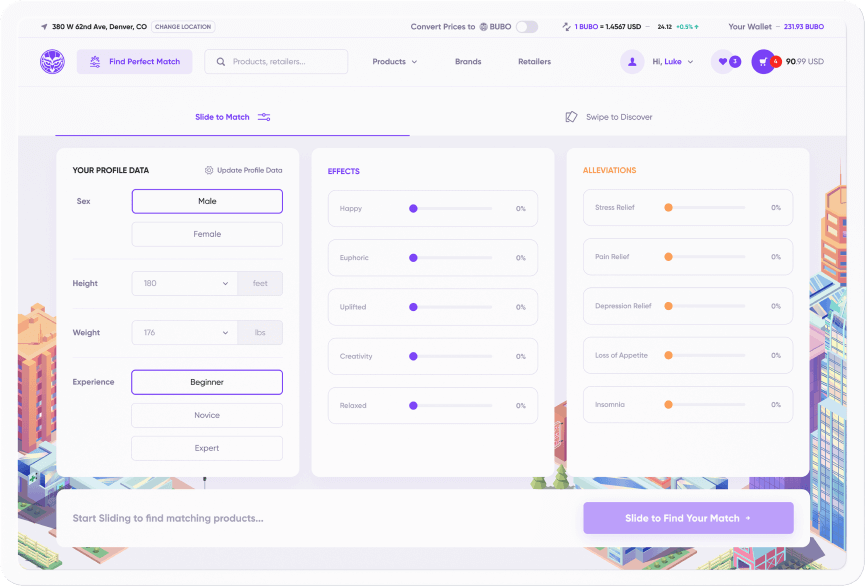 380 W 62nd Ave, Denver, CO CHANGE LOCATION Convert Prices to BUBO 1 BUBO = 1.4567 USD – 24.12 +0.5% Your Wallet – 231.93 BUBO
Find Perfect Match Products, retailers... Products Brands Retailers Hi, Luke 3 4 90.99 USD
Slide to Match Swipe to Discover
YOUR PROFILE DATA Update Profile Data
Sex Male
Female
Height 180 feet
Weight 176 lbs
Experience Beginner
Novice
Expert
EFFECTS
Happy 0%
Euphoric 0%
Uplifted 0%
Creativity 0%
Relaxed 0%
ALLEVIATIONS
Stress Relief 0%
Pain Relief 0%
Depression Relief 0%
Loss of Appetite 0%
Insomnia 0%
Start Sliding to find matching products...
Slide to Find Your Match